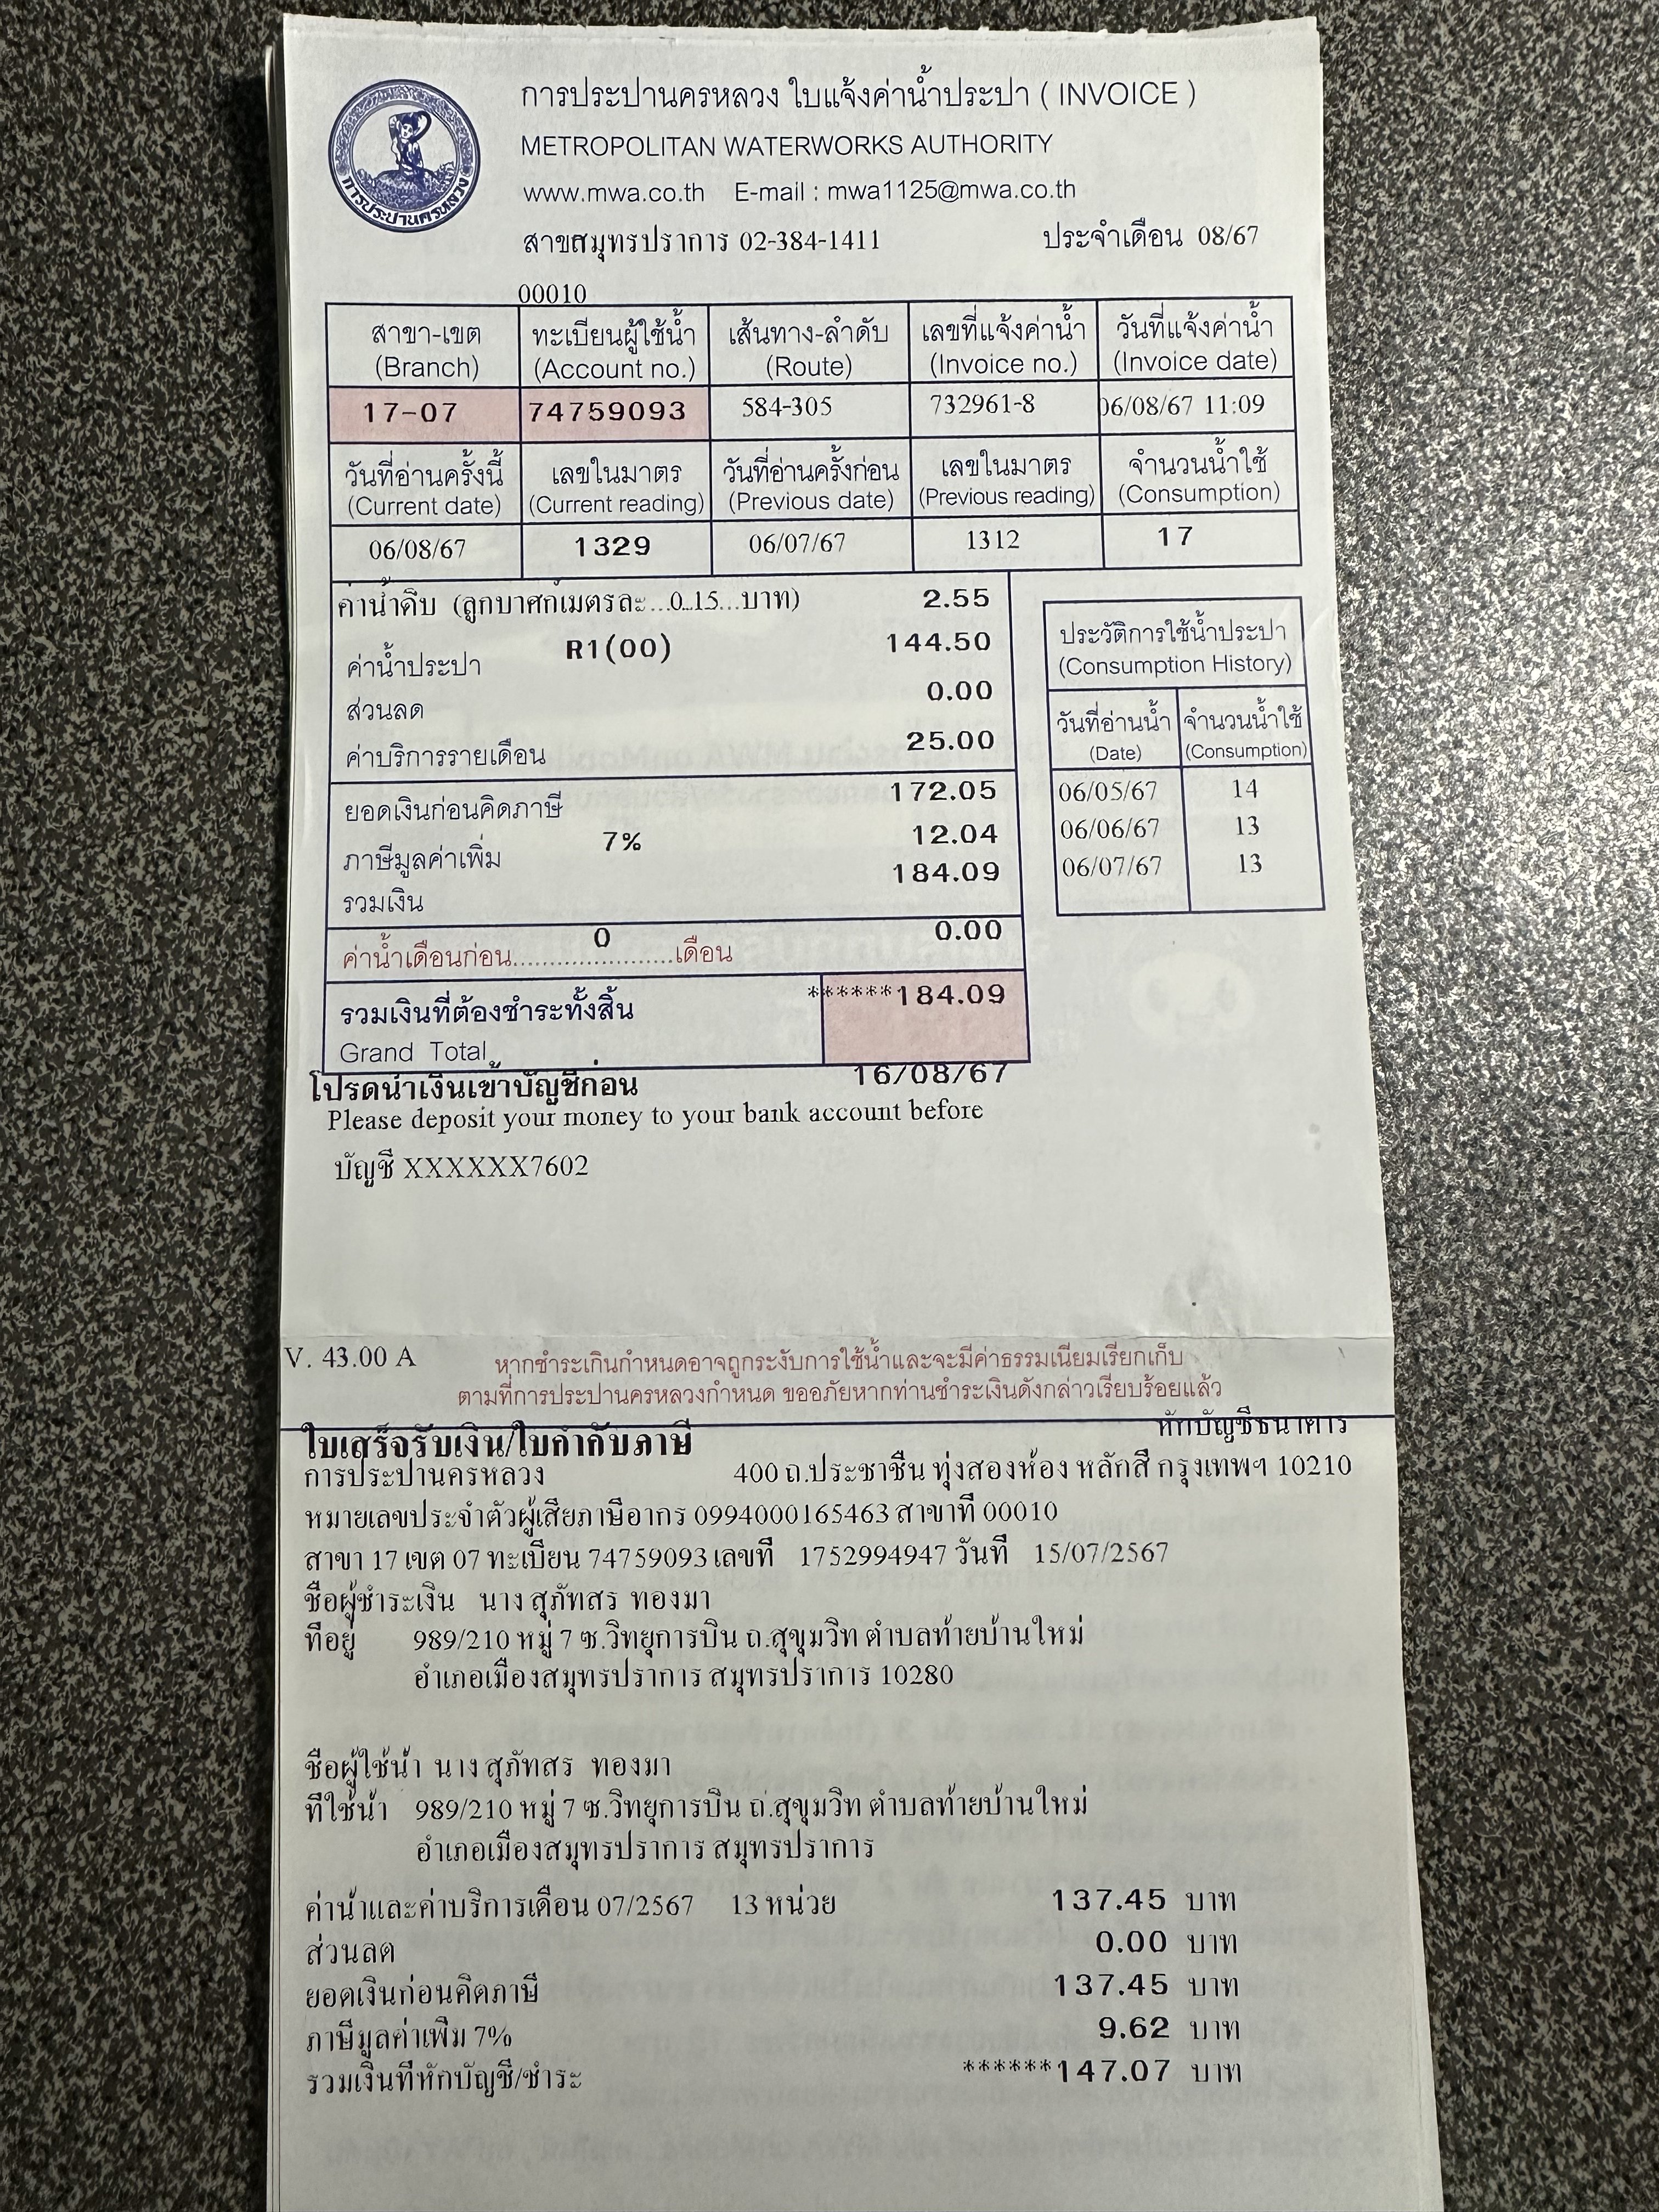 การประปานครหลวง ใบแจ้งค่าน้ำประปา ( INVOICE )
METROPOLITAN WATERWORKS AUTHORITY
www.mwa.co.th E-mail : mwa1125@mwa.co.th
การประปานครหลวง
สาขสมุทรปราการ 02-384-1411 ประจำเดือน 08/67
00010
สาขา-เขต ทะเบียนผู้ใช้น้ำ เส้นทาง-ลำดับ เลขที่แจ้งค่าน้ำ วันที่แจ้งค่าน้ำ
(Branch) (Account no.) (Route) (Invoice no.) (Invoice date)
17-07 74759093 584-305 732961-8 06/08/67 11:09
วันที่อ่านครั้งนี้ เลขในมาตร วันที่อ่านครั้งก่อน เลขในมาตร จำนวนน้ำใช้
(Current date) (Current reading) (Previous date) (Previous reading) (Consumption)
06/08/67 1329 06/07/67 1312 17
ค่าน้ำดิบ (ลูกบาศก์เมตรละ...0..15...บาท) 2.55
ค่าน้ำประปา R1(00) 144.50
ส่วนลด 0.00
ค่าบริการรายเดือน 25.00
ยอดเงินก่อนคิดภาษี 172.05
ภาษีมูลค่าเพิ่ม 7% 12.04
รวมเงิน 184.09
ค่าน้ำเดือนก่อน...........0...........เดือน 0.00
รวมเงินที่ต้องชำระทั้งสิ้น ******184.09
Grand Total
ประวัติการใช้น้ำประปา
(Consumption History)
วันที่อ่านน้ำ จำนวนน้ำใช้
(Date) (Consumption)
06/05/67 14
06/06/67 13
06/07/67 13
โปรดนำเงินเข้าบัญชีก่อน 16/08/67
Please deposit your money to your bank account before
บัญชี XXXXXX7602
V. 43.00 A หากชำระเกินกำหนดอาจถูกระงับการใช้น้ำและจะมีค่าธรรมเนียมเรียกเก็บ
ตามที่การประปานครหลวงกำหนด ขออภัยหากท่านชำระเงินดังกล่าวเรียบร้อยแล้ว
หักบัญชีธนาคาร
ใบเสร็จรับเงิน/ใบกำกับภาษี
การประปานครหลวง 400 ถ.ประชาชื่น ทุ่งสองห้อง หลักสี่ กรุงเทพฯ 10210
หมายเลขประจำตัวผู้เสียภาษีอากร 0994000165463 สาขาที่ 00010
สาขา 17 เขต 07 ทะเบียน 74759093 เลขที่ 1752994947 วันที่ 15/07/2567
ชื่อผู้ชำระเงิน นาง สุภัทสร ทองมา
ที่อยู่ 989/210 หมู่ 7 ซ.วิทยุการบิน ถ.สุขุมวิท ตำบลท้ายบ้านใหม่
อำเภอเมืองสมุทรปราการ สมุทรปราการ 10280
ชื่อผู้ใช้น้ำ นาง สุภัทสร ทองมา
ที่ใช้น้ำ 989/210 หมู่ 7 ซ.วิทยุการบิน ถ.สุขุมวิท ตำบลท้ายบ้านใหม่
อำเภอเมืองสมุทรปราการ สมุทรปราการ
ค่าน้ำและค่าบริการเดือน 07/2567 13 หน่วย 137.45 บาท
ส่วนลด 0.00 บาท
ยอดเงินก่อนคิดภาษี 137.45 บาท
ภาษีมูลค่าเพิ่ม 7% 9.62 บาท
รวมเงินที่หักบัญชี/ชำระ ******147.07 บาท